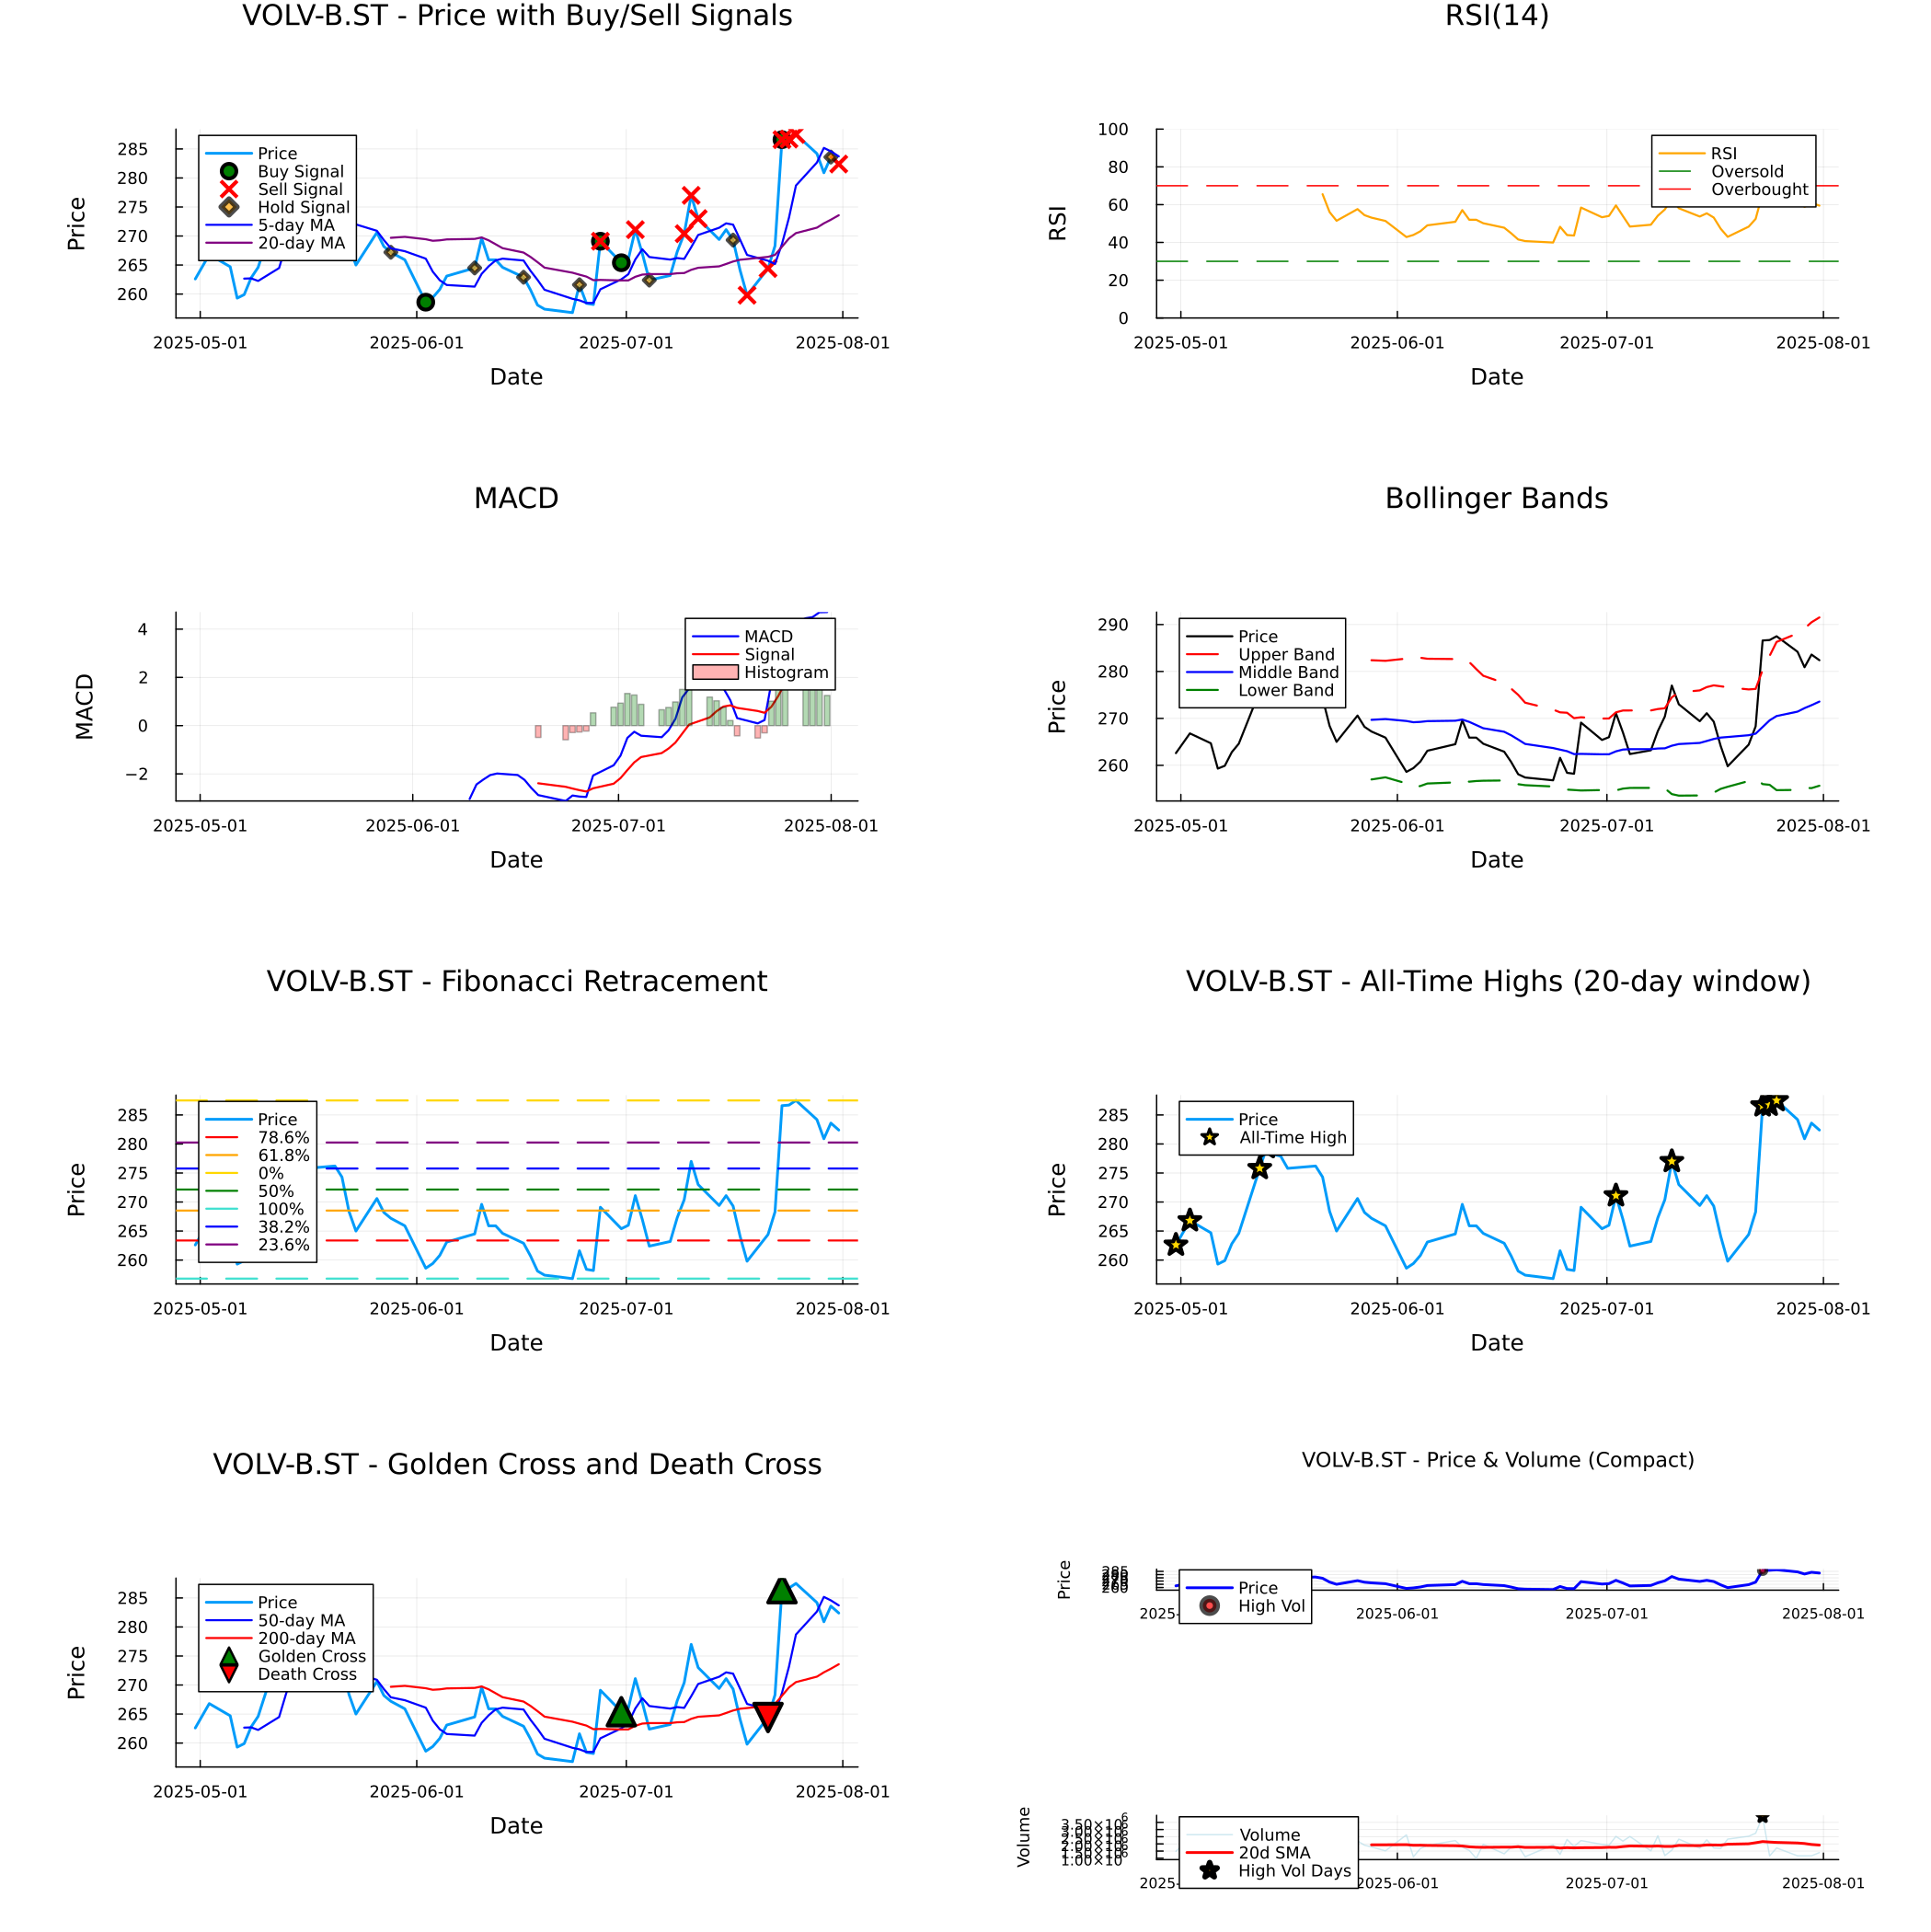 VOLV-B.ST - Price with Buy/Sell Signals
285
280
275
270
265
260
Price
Price
Buy Signal
Sell Signal
Hold Signal
5-day MA
20-day MA
2025-05-01
2025-06-01
2025-07-01
2025-08-01
Date
RSI(14)
100
80
60
40
20
0
RSI
RSI
Oversold
Overbought
2025-05-01
2025-06-01
2025-07-01
2025-08-01
Date
MACD
4
2
0
−2
MACD
MACD
Signal
Histogram
2025-05-01
2025-06-01
2025-07-01
2025-08-01
Date
Bollinger Bands
290
280
270
260
Price
Price
Upper Band
Middle Band
Lower Band
2025-05-01
2025-06-01
2025-07-01
2025-08-01
Date
VOLV-B.ST - Fibonacci Retracement
285
280
275
270
265
260
Price
Price
78.6%
61.8%
0%
50%
100%
38.2%
23.6%
2025-05-01
2025-06-01
2025-07-01
2025-08-01
Date
VOLV-B.ST - All-Time Highs (20-day window)
285
280
275
270
265
260
Price
Price
All-Time High
2025-05-01
2025-06-01
2025-07-01
2025-08-01
Date
VOLV-B.ST - Golden Cross and Death Cross
285
280
275
270
265
260
Price
Price
50-day MA
200-day MA
Golden Cross
Death Cross
2025-05-01
2025-06-01
2025-07-01
2025-08-01
Date
VOLV-B.ST - Price & Volume (Compact)
Price
Price
High Vol
2025-
2025-06-01
2025-07-01
2025-08-01
Volume
Volume
20d SMA
High Vol Days
2025-
2025-06-01
2025-07-01
2025-08-01